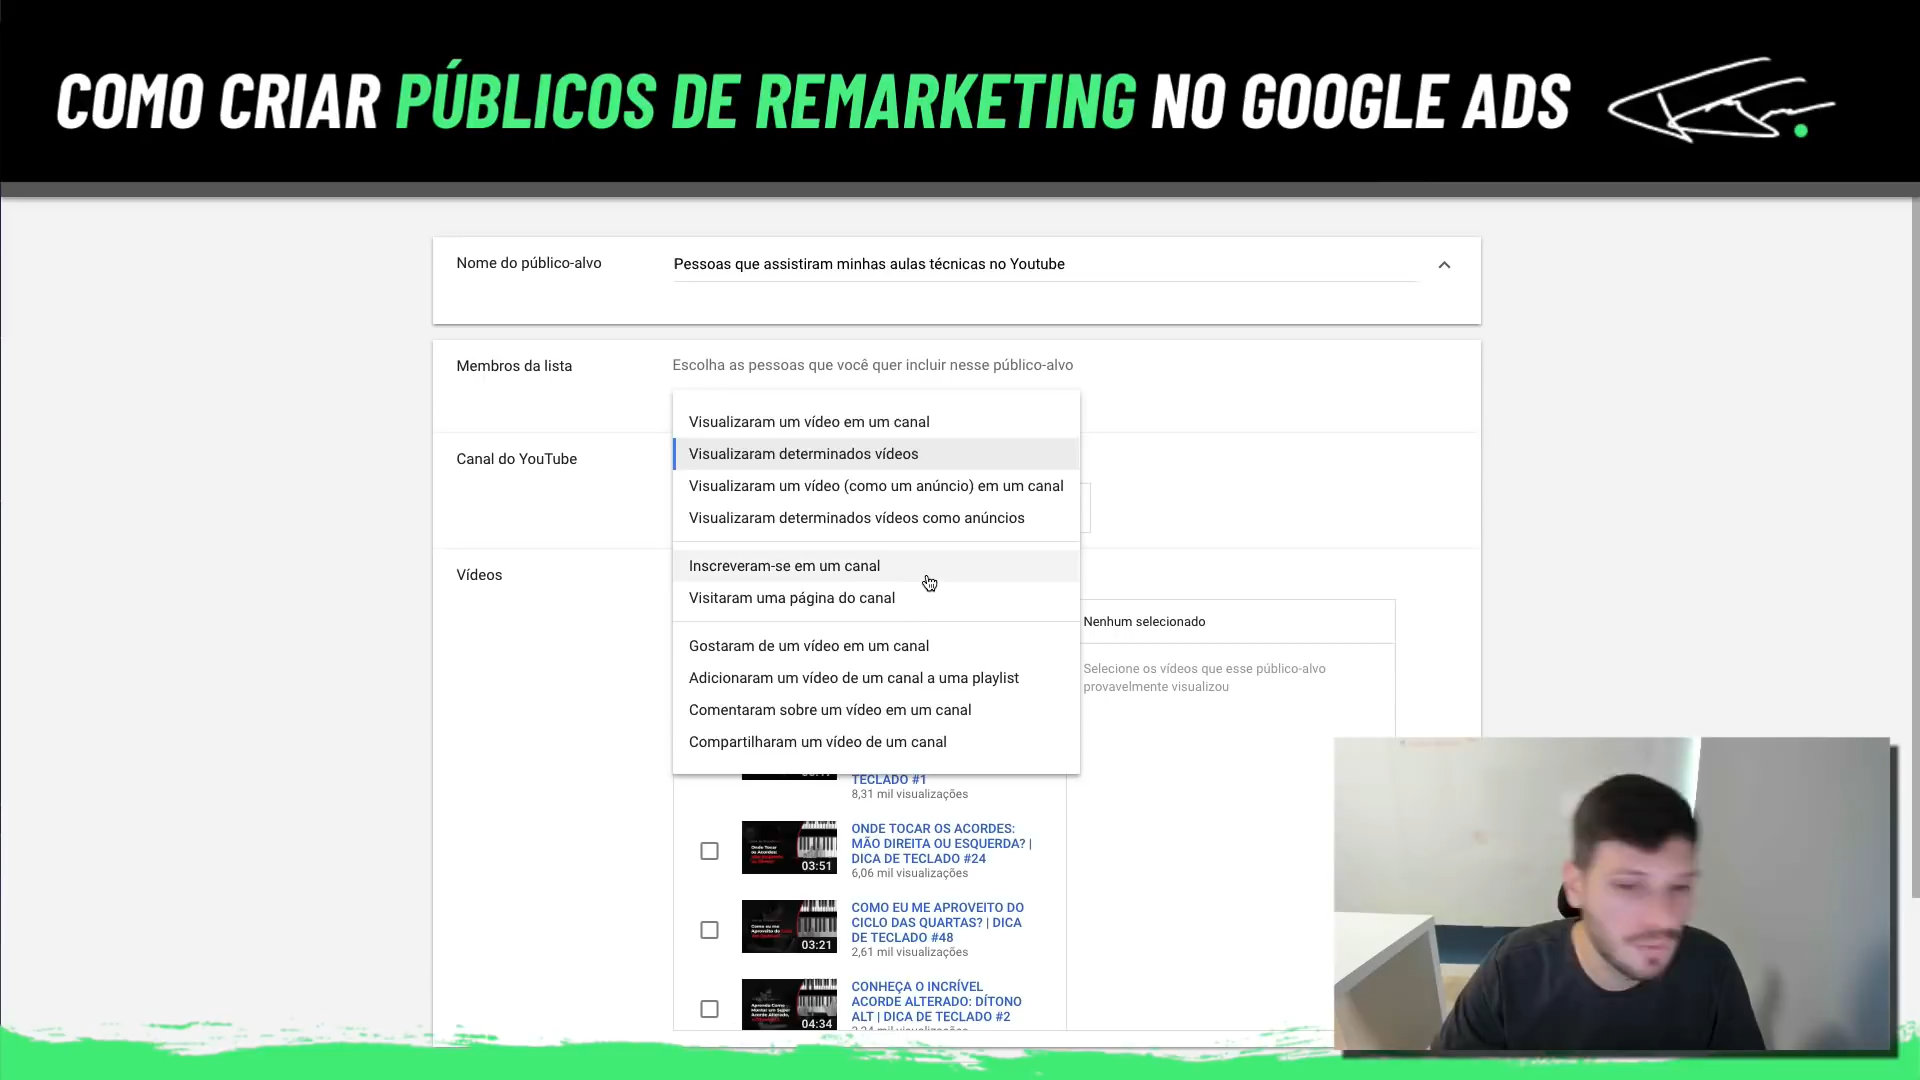 COMO CRIAR PÚBLICOS DE REMARKETING NO GOOGLE ADS
Nome do público-alvo
Pessoas que assistiram minhas aulas técnicas no Youtube
Membros da lista
Escolha as pessoas que você quer incluir nesse público-alvo
Visualizaram um vídeo em um canal
Visualizaram determinados vídeos
Visualizaram um vídeo (como um anúncio) em um canal
Visualizaram determinados vídeos como anúncios
Inscreveram-se em um canal
Visitaram uma página do canal
Gostaram de um vídeo em um canal
Adicionaram um vídeo de um canal a uma playlist
Comentaram sobre um vídeo em um canal
Compartilharam um vídeo de um canal
Canal do YouTube
Vídeos
Nenhum selecionado
Selecione os vídeos que esse público-alvo
provavelmente visualizou
TECLADO #1
8,31 mil visualizações
03:51
ONDE TOCAR OS ACORDES:
MÃO DIREITA OU ESQUERDA? |
DICA DE TECLADO #24
6,06 mil visualizações
03:21
COMO EU ME APROVEITO DO
CICLO DAS QUARTAS? | DICA
DE TECLADO #48
2,61 mil visualizações
04:34
CONHEÇA O INCRÍVEL
ACORDE ALTERADO: DÍTONO
ALT | DICA DE TECLADO #2